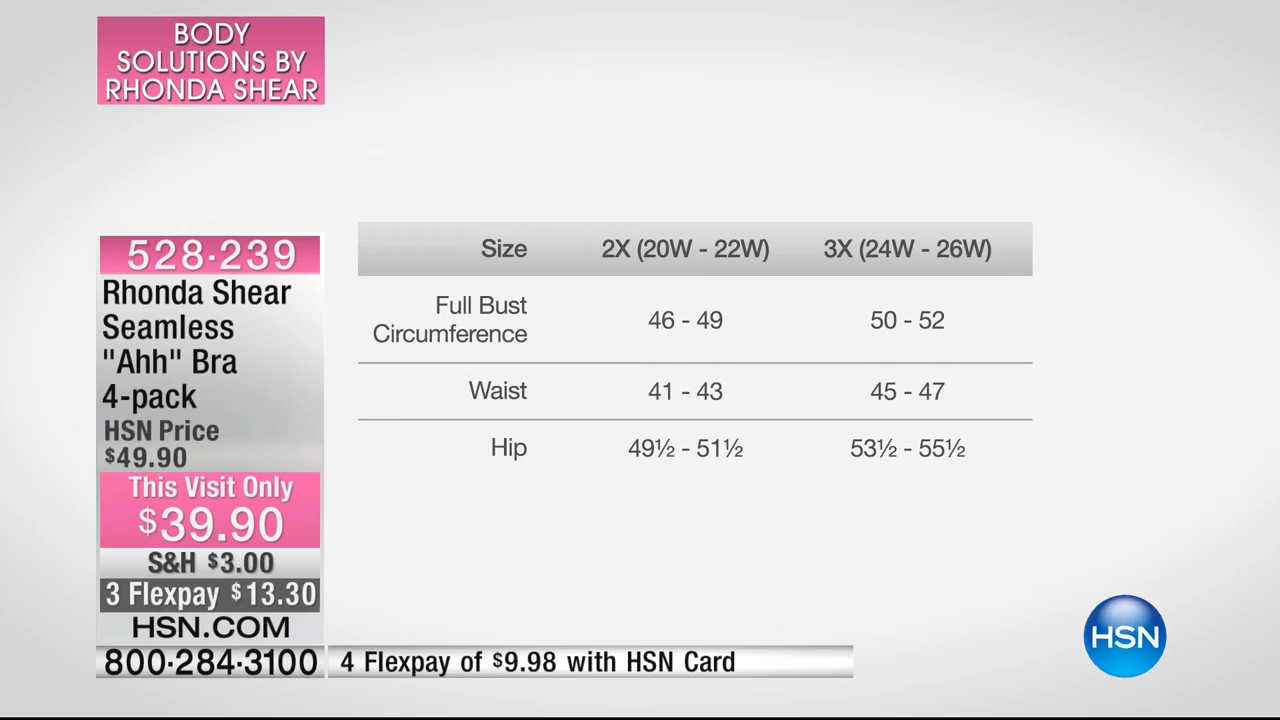 BODY
SOLUTIONS BY
RHONDA SHEAR
528·239
Rhonda Shear
Seamless
"Ahh" Bra
4-pack
HSN Price
$49.90
This Visit Only
$39.90
S&H $3.00
3 Flexpay $13.30
HSN.COM
800·284·3100
Size 2X (20W - 22W) 3X (24W - 26W)
Full Bust
Circumference 46 - 49 50 - 52
Waist 41 - 43 45 - 47
Hip 49½ - 51½ 53½ - 55½
4 Flexpay of $9.98 with HSN Card
HSN